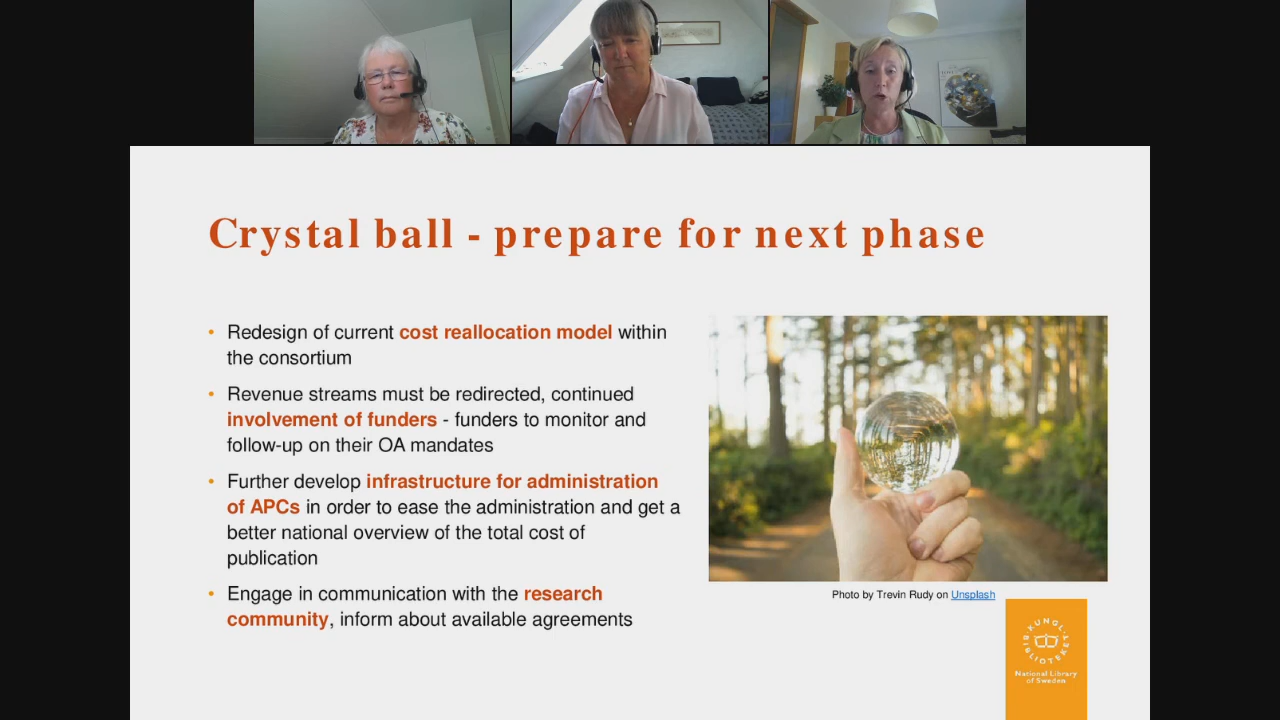 Crystal ball - prepare for next phase
• Redesign of current cost reallocation model within
the consortium
• Revenue streams must be redirected, continued
involvement of funders - funders to monitor and
follow-up on their OA mandates
• Further develop infrastructure for administration
of APCs in order to ease the administration and get a
better national overview of the total cost of
publication
• Engage in communication with the research
community, inform about available agreements
Photo by Trevin Rudy on Unsplash
KUNGL·
BIBLIOTEKET
National Library
of Sweden